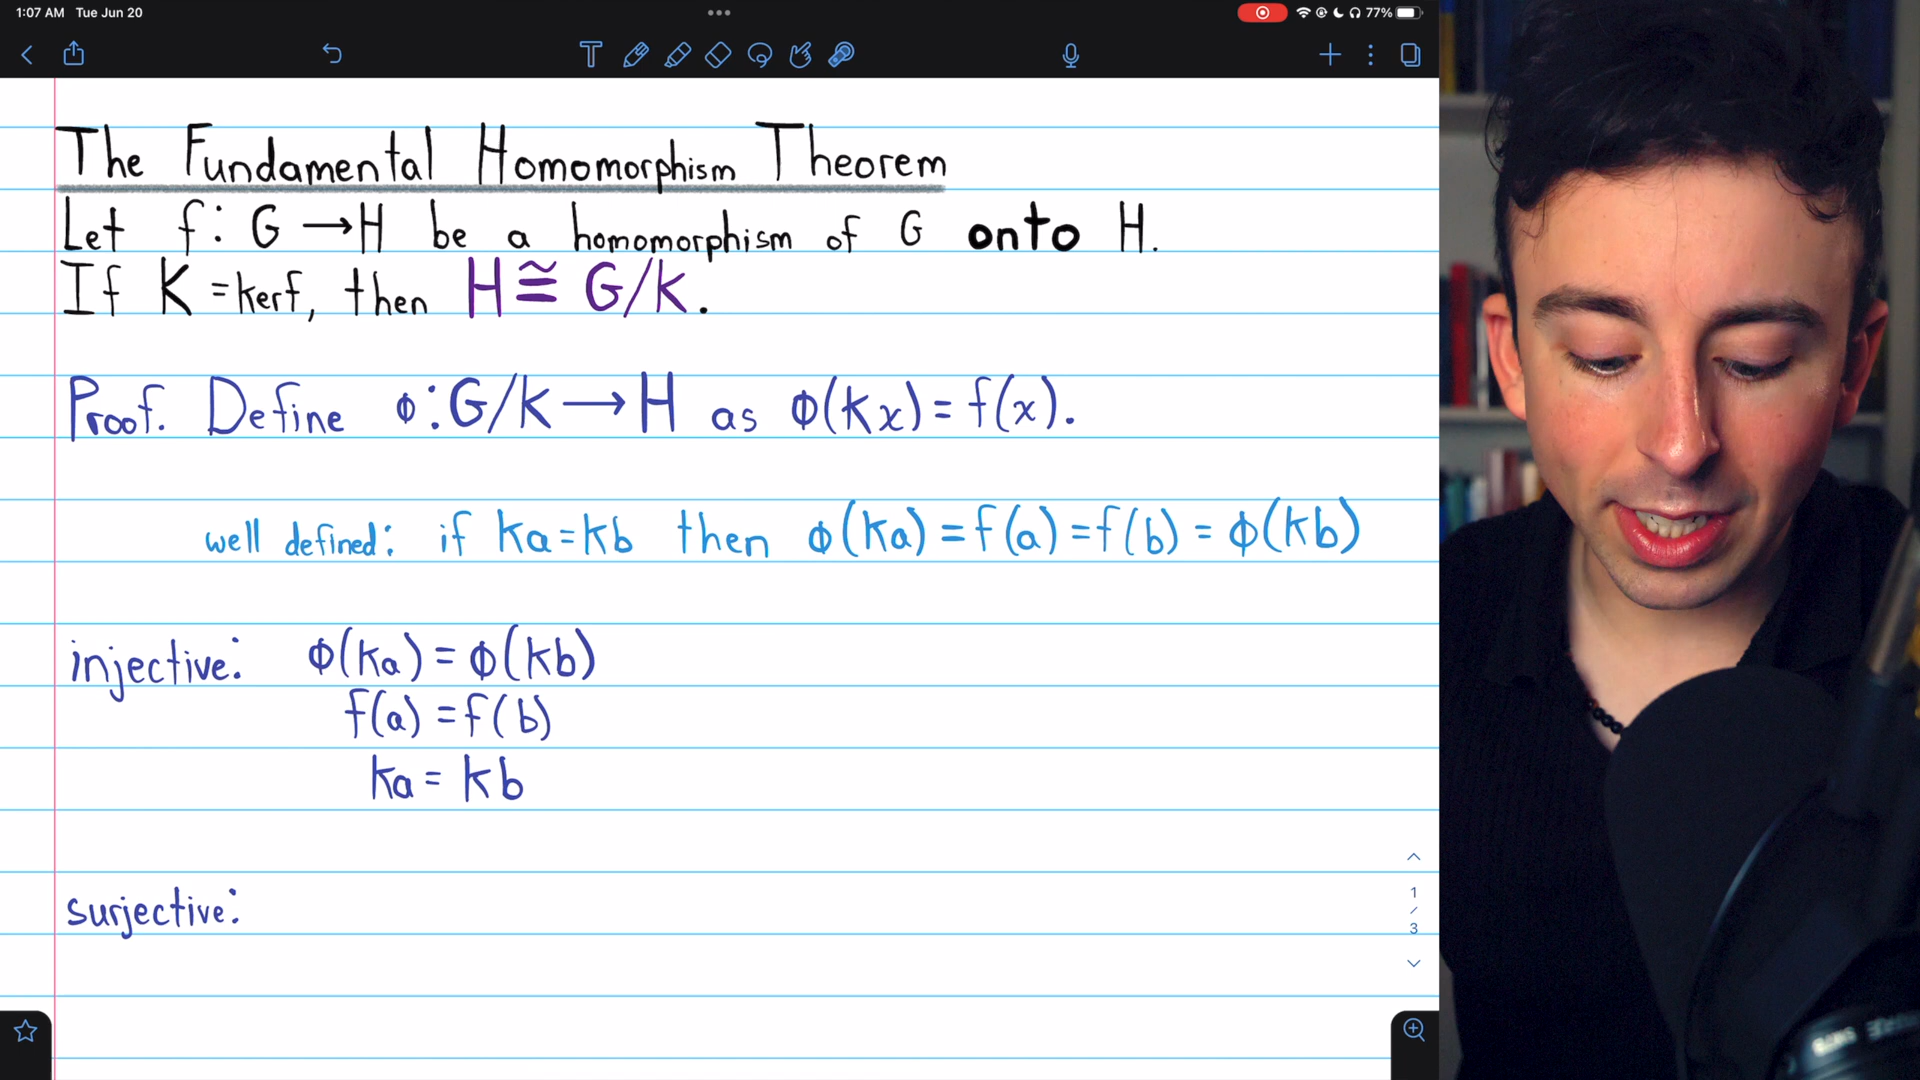 1:07 AM Tue Jun 20
77%
The Fundamental Homomorphism Theorem
Let f: G → H be a homomorphism of G onto H.
If K = kerf, then H ≅ G/K.
Proof. Define φ: G/K → H as φ(Kx) = f(x).
well defined: if Ka = Kb then φ(Ka) = f(a) = f(b) = φ(Kb)
injective: φ(Ka) = φ(Kb)
f(a) = f(b)
Ka = Kb
surjective:
1
/
3